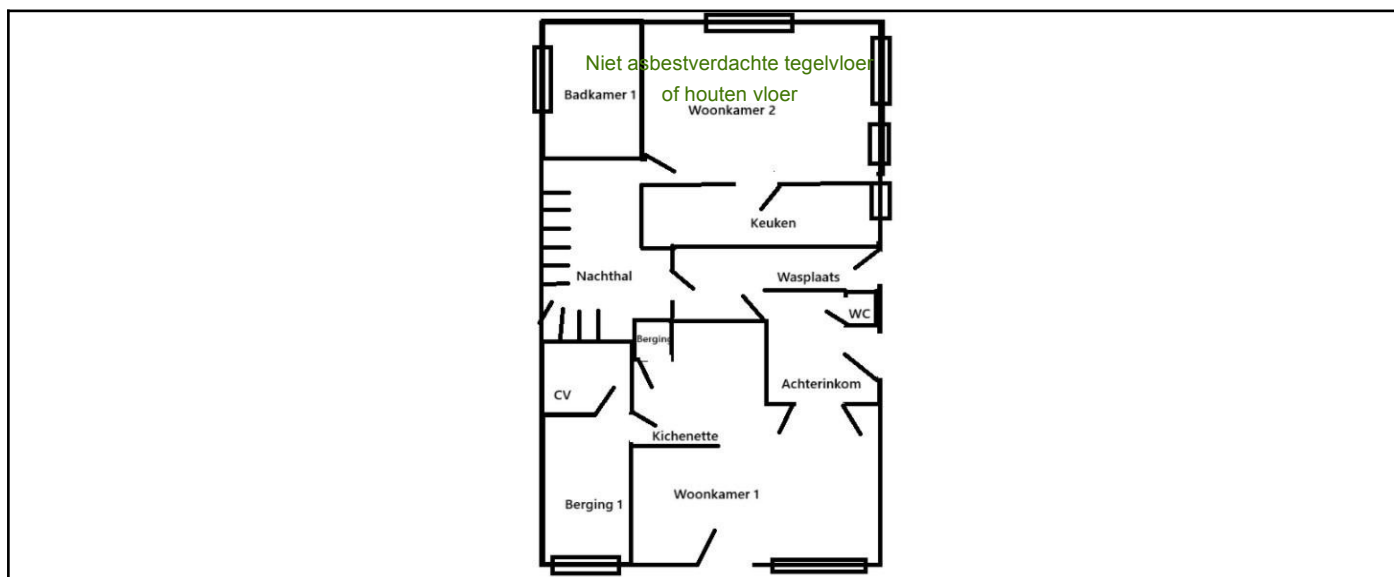 Niet asbestverdachte tegelvloer
of houten vloer
Badkamer 1
Woonkamer 2
Keuken
Nachthal
Wasplaats
WC
Berging
Achterinkom
CV
Kichenette
Woonkamer 1
Berging 1